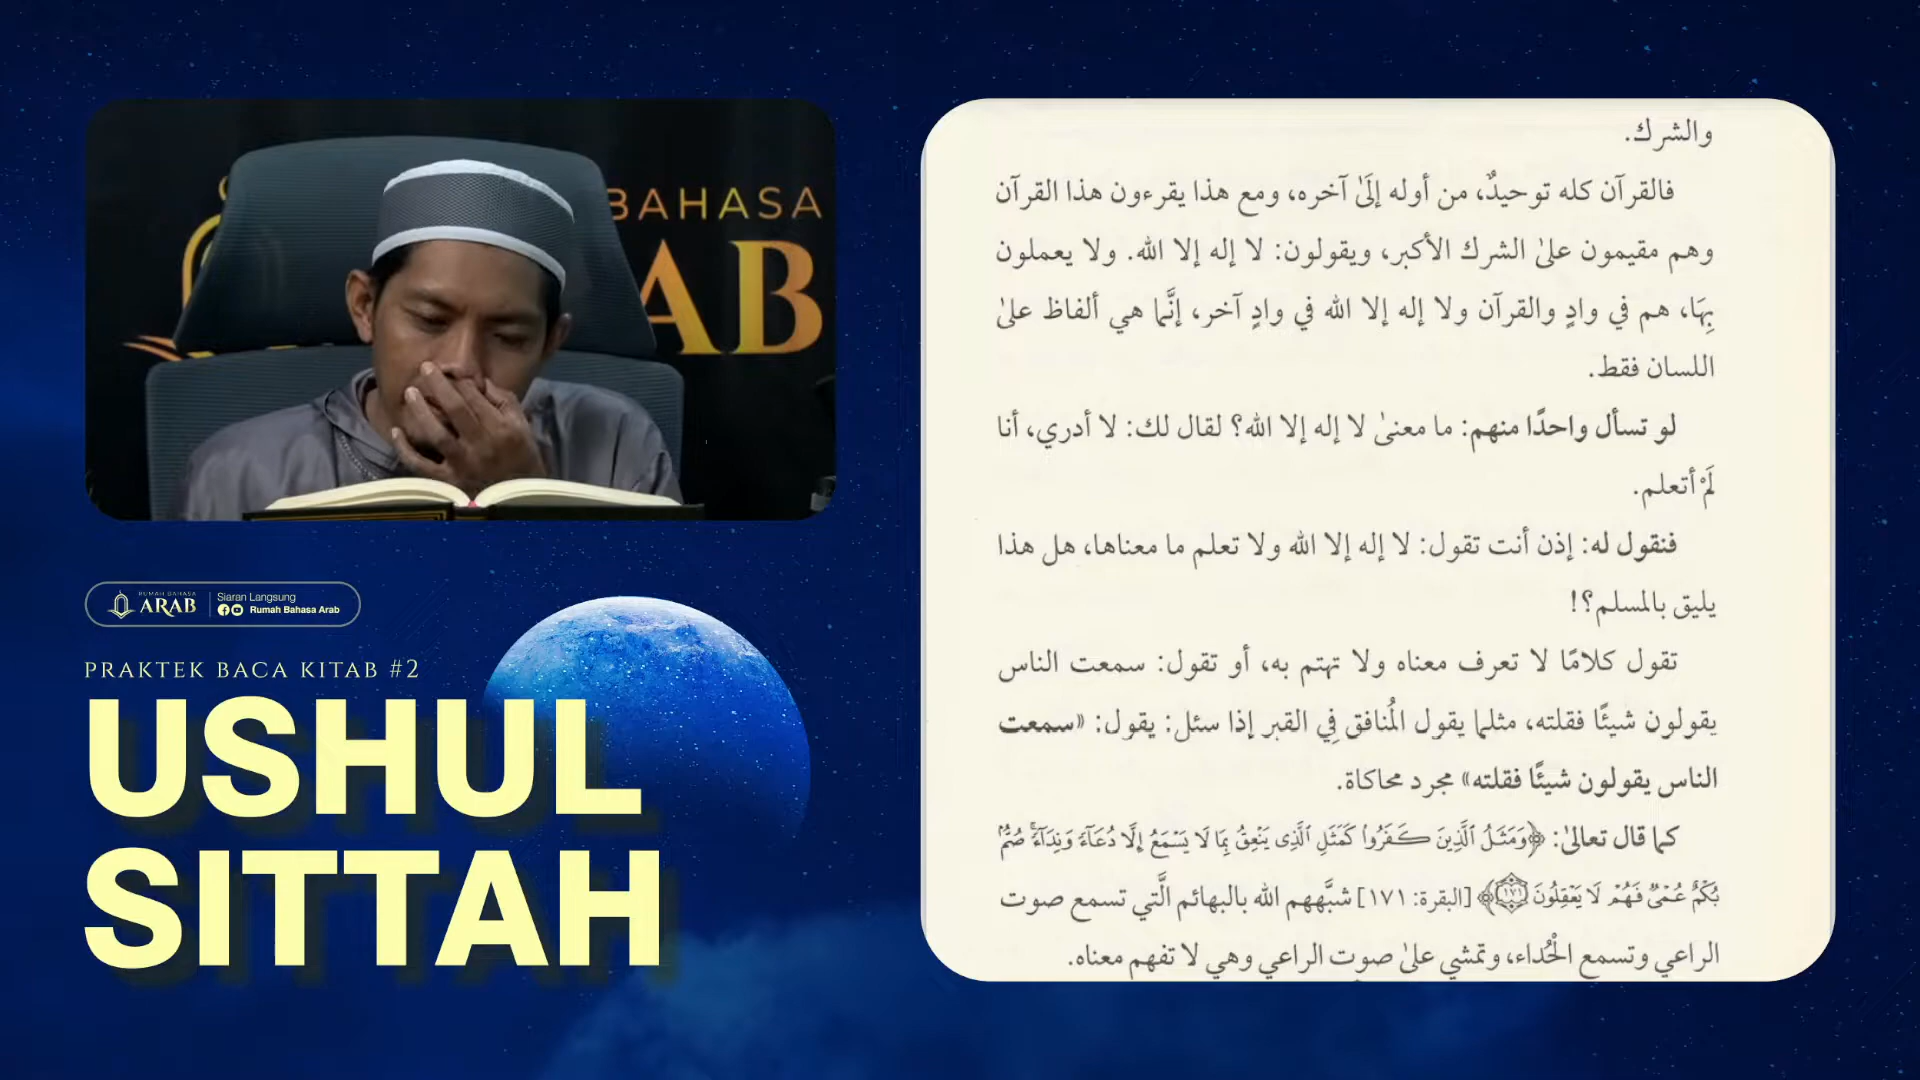 BAHASA
AB
RUMAH BAHASA
ARAB
Siaran Langsung
Rumah Bahasa Arab
PRAKTEK BACA KITAB #2
USHUL
SITTAH
والشرك.
فالقرآن كله توحيدٌ، من أوله إلَىٰ آخره، ومع هذا يقرءون هذا القرآن
وهم مقيمون علىٰ الشرك الأكبر، ويقولون: لا إله إلا الله. ولا يعملون
بِهَا، هم في وادٍ والقرآن ولا إله إلا الله في وادٍ آخر، إنَّما هي ألفاظ علىٰ
اللسان فقط.
لو تسأل واحدًا منهم: ما معنىٰ لا إله إلا الله؟ لقال لك: لا أدري، أنا
لَمْ أتعلم.
فنقول له: إذن أنت تقول: لا إله إلا الله ولا تعلم ما معناها، هل هذا
يليق بالمسلم؟!
تقول كلامًا لا تعرف معناه ولا تهتم به، أو تقول: سمعت الناس
يقولون شيئًا فقلته، مثلما يقول المُنافق فِي القبر إذا سئل: يقول: «سمعت
الناس يقولون شيئًا فقلته» مجرد محاكاة.
كما قال تعالىٰ: ﴿وَمَثَلُ ٱلَّذِينَ كَفَرُوا۟ كَمَثَلِ ٱلَّذِى يَنْعِقُ بِمَا لَا يَسْمَعُ إِلَّا دُعَآءً وَنِدَآءً ۚ صُمٌّۢ
بُكْمٌ عُمْىٌ فَهُمْ لَا يَعْقِلُونَ ١٧١﴾ [البقرة: ١٧١] شبَّههم الله بالبهائم الَّتي تسمع صوت
الراعي وتسمع الْحُداء، وتمشي علىٰ صوت الراعي وهي لا تفهم معناه.